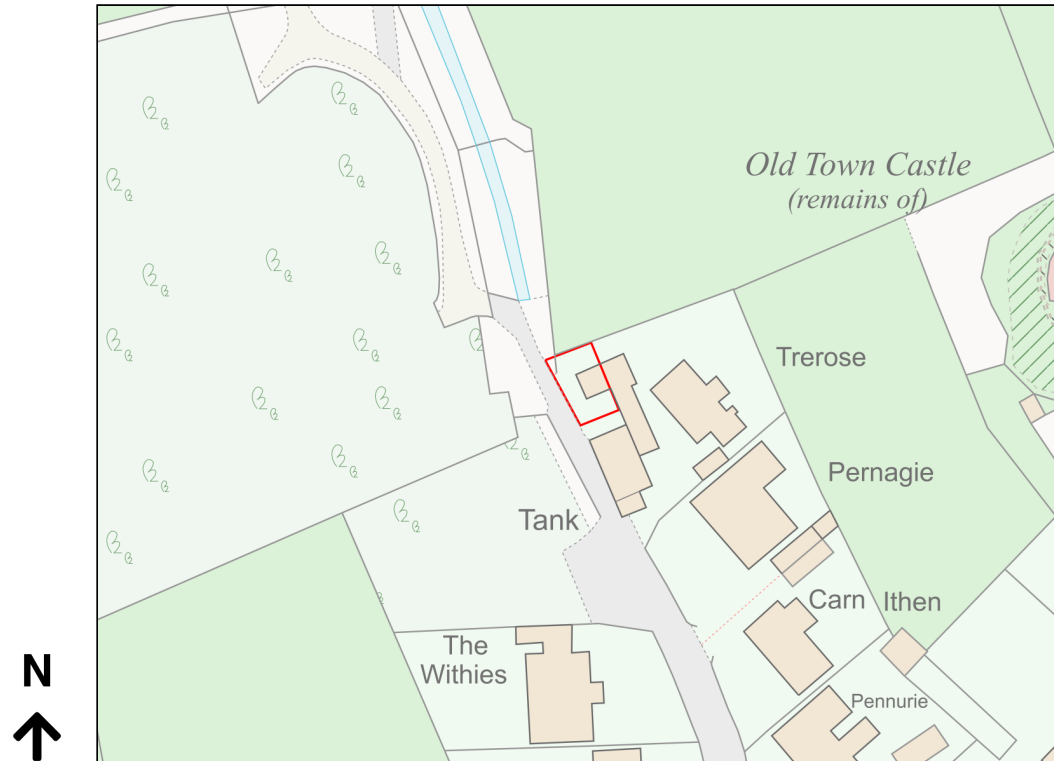 Old Town Castle
(remains of)
Trerose
Pernagie
Tank
Carn Ithen
The
Withies
Pennurie
N